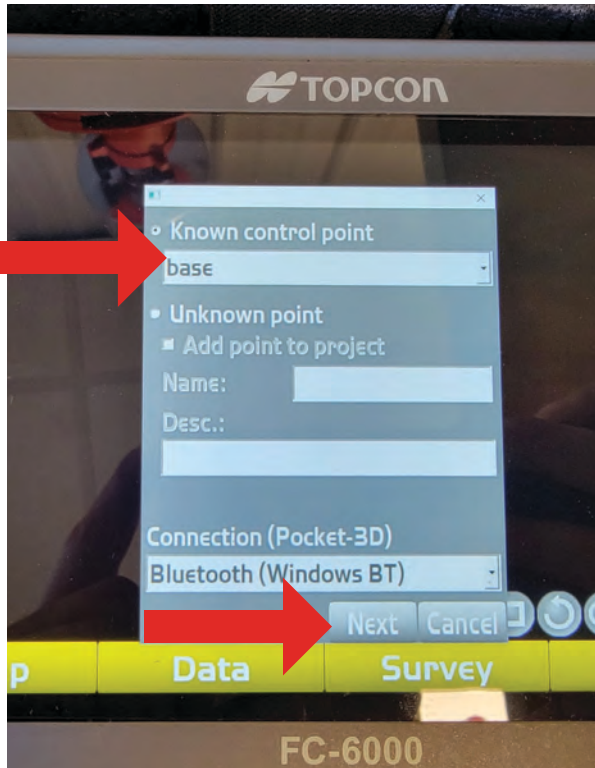 TOPCON
Known control point
base
Unknown point
Add point to project
Name:
Desc.:
Connection (Pocket-3D)
Bluetooth (Windows BT)
Next Cancel
p Data Survey
FC-6000